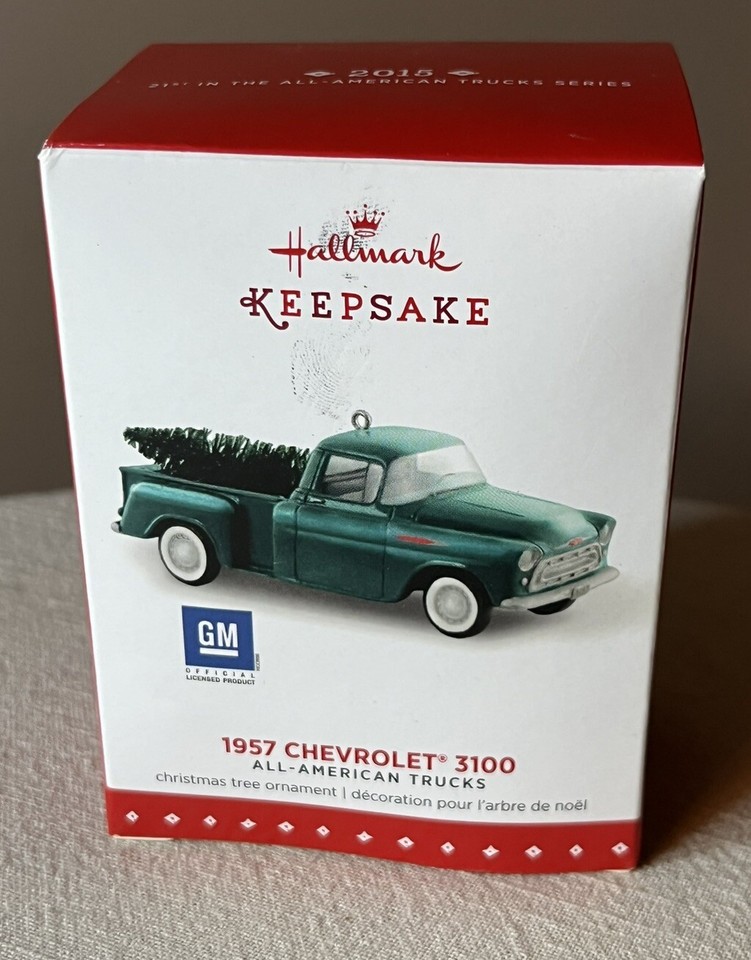 2015
21ST IN THE ALL-AMERICAN TRUCKS SERIES
Hallmark
KEEPSAKE
GM
OFFICIAL
LICENSED PRODUCT
1957 CHEVROLET® 3100
ALL-AMERICAN TRUCKS
christmas tree ornament | décoration pour l'arbre de noël